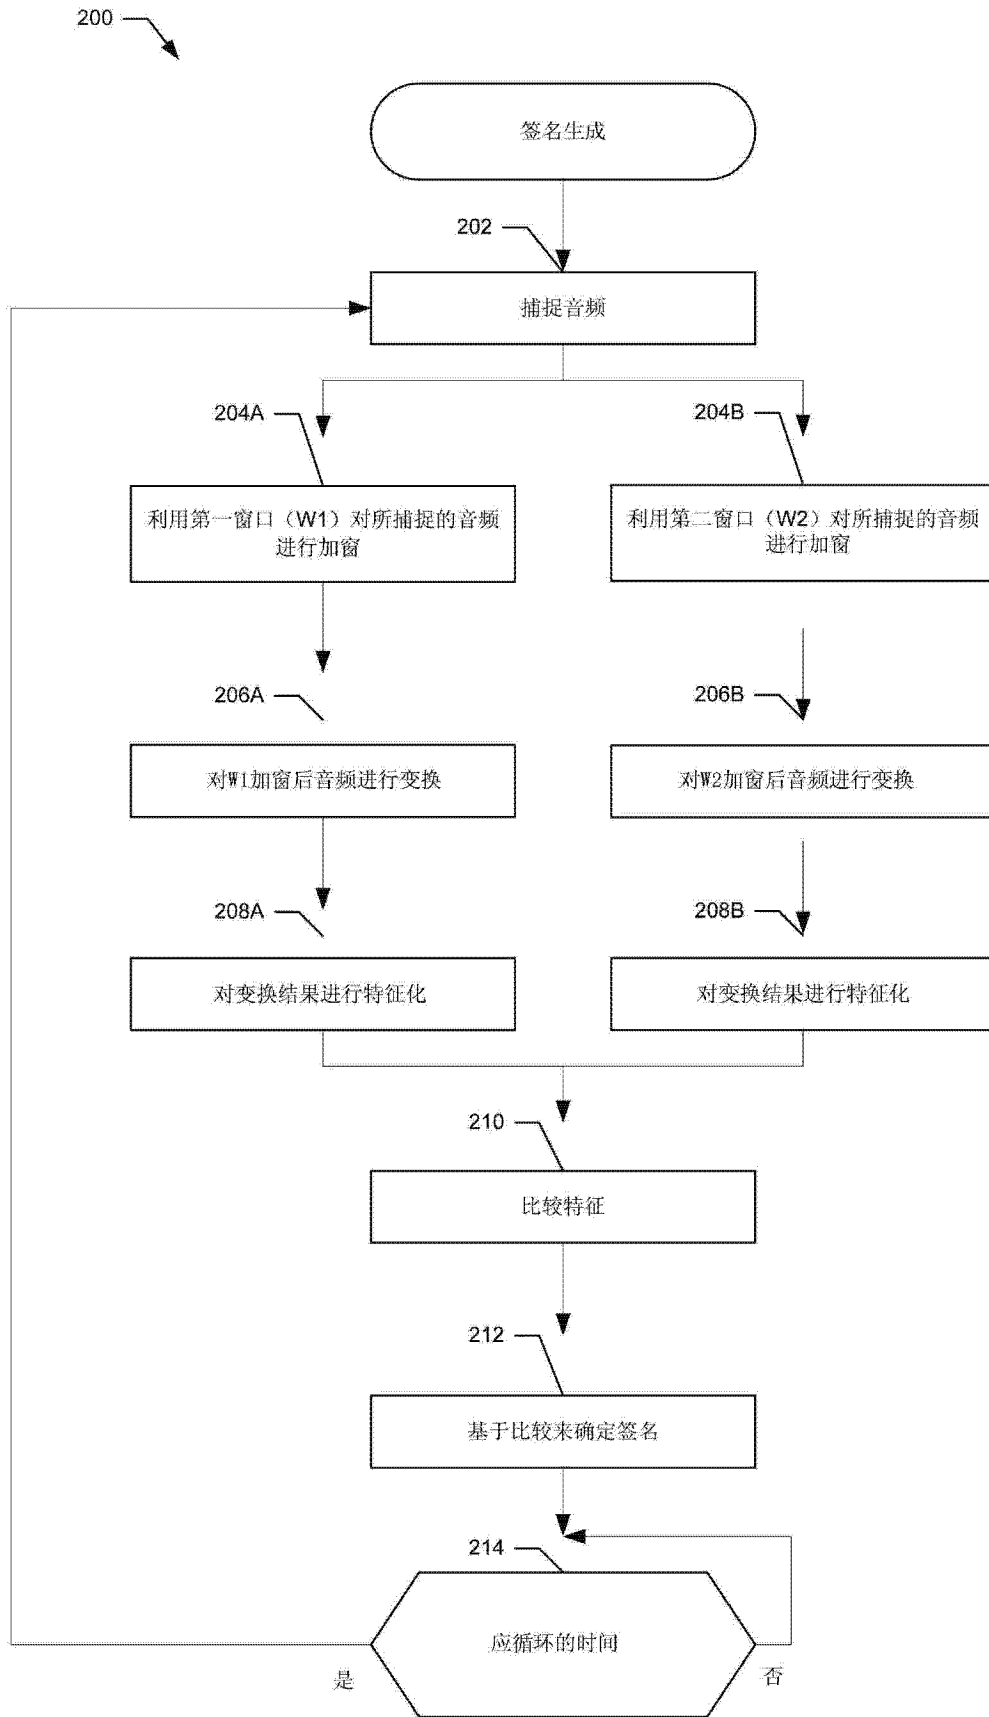 200
签名生成
202
捕捉音频
204A
204B
利用第一窗口（W1）对所捕捉的音频
进行加窗
利用第二窗口（W2）对所捕捉的音频
进行加窗
206A
206B
对W1加窗后音频进行变换
对W2加窗后音频进行变换
208A
208B
对变换结果进行特征化
对变换结果进行特征化
210
比较特征
212
基于比较来确定签名
214
应循环的时间
是
否